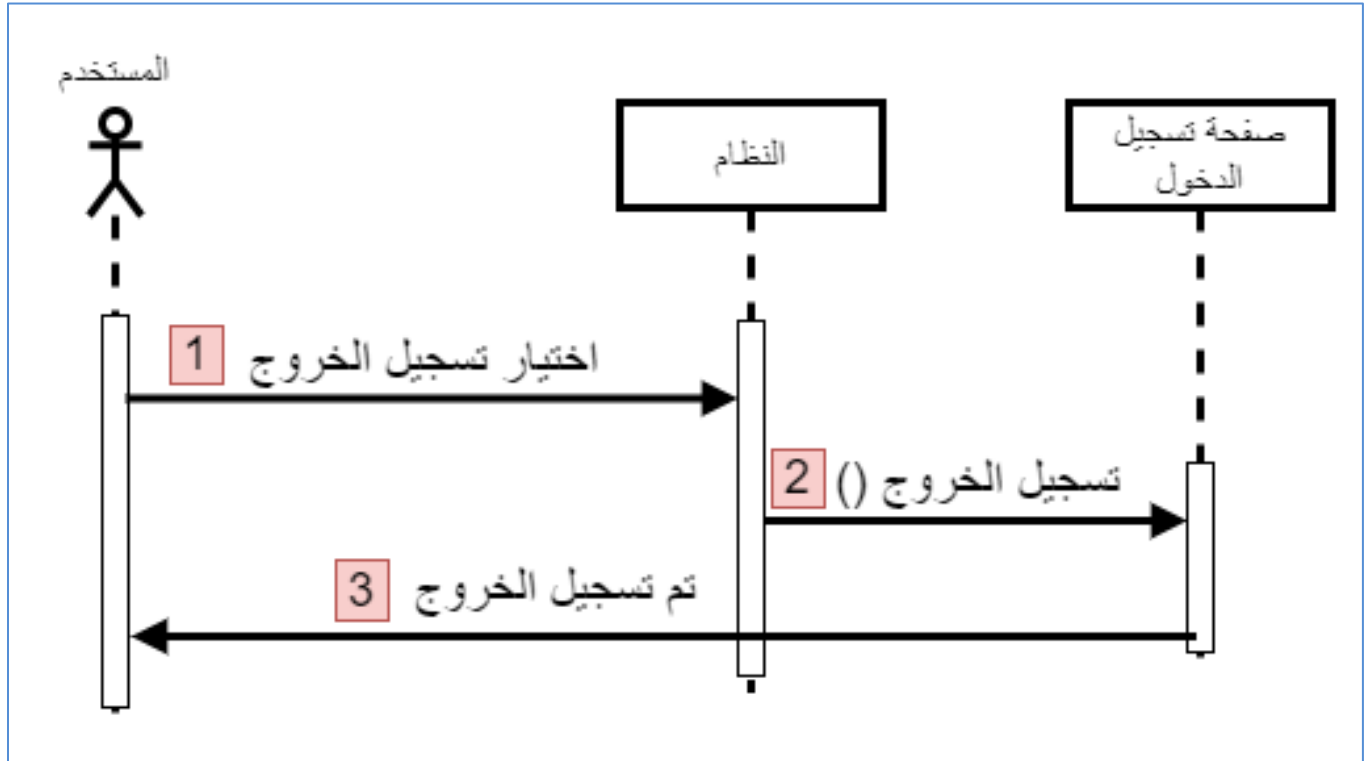 المستخدم
النظام
صفحة تسجيل
الدخول
1 اختيار تسجيل الخروج
2 تسجيل الخروج ()
3 تم تسجيل الخروج